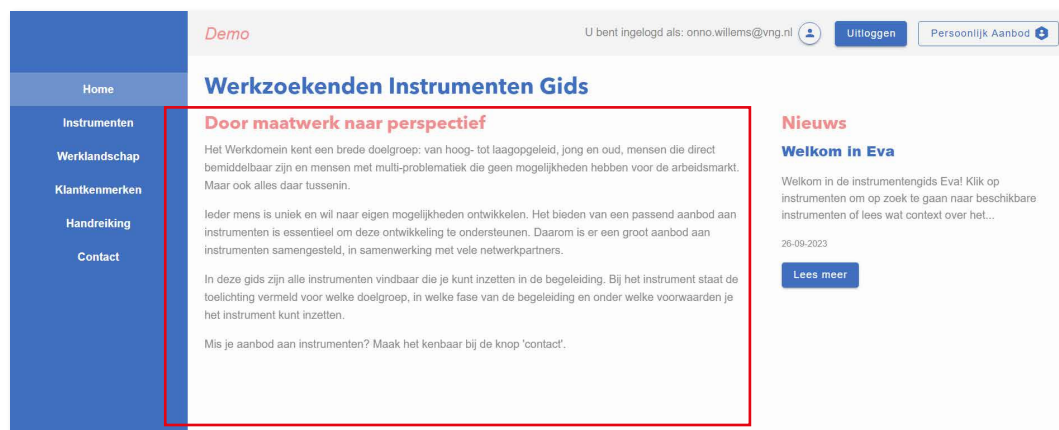 Demo
U bent ingelogd als: onno.willems@vng.nl
Uitloggen
Persoonlijk Aanbod
Home
Instrumenten
Werklandschap
Klantkenmerken
Handreiking
Contact
Werkzoekenden Instrumenten Gids
Door maatwerk naar perspectief
Het Werkdomein kent een brede doelgroep: van hoog- tot laagopgeleid, jong en oud, mensen die direct
bemiddelbaar zijn en mensen met multi-problematiek die geen mogelijkheden hebben voor de arbeidsmarkt.
Maar ook alles daar tussenin.
Ieder mens is uniek en wil naar eigen mogelijkheden ontwikkelen. Het bieden van een passend aanbod aan
instrumenten is essentieel om deze ontwikkeling te ondersteunen. Daarom is er een groot aanbod aan
instrumenten samengesteld, in samenwerking met vele netwerkpartners.
In deze gids zijn alle instrumenten vindbaar die je kunt inzetten in de begeleiding. Bij het instrument staat de
toelichting vermeld voor welke doelgroep, in welke fase van de begeleiding en onder welke voorwaarden je
het instrument kunt inzetten.
Mis je aanbod aan instrumenten? Maak het kenbaar bij de knop 'contact'.
Nieuws
Welkom in Eva
Welkom in de instrumentengids Eva! Klik op
instrumenten om op zoek te gaan naar beschikbare
instrumenten of lees wat context over het...
26-09-2023
Lees meer